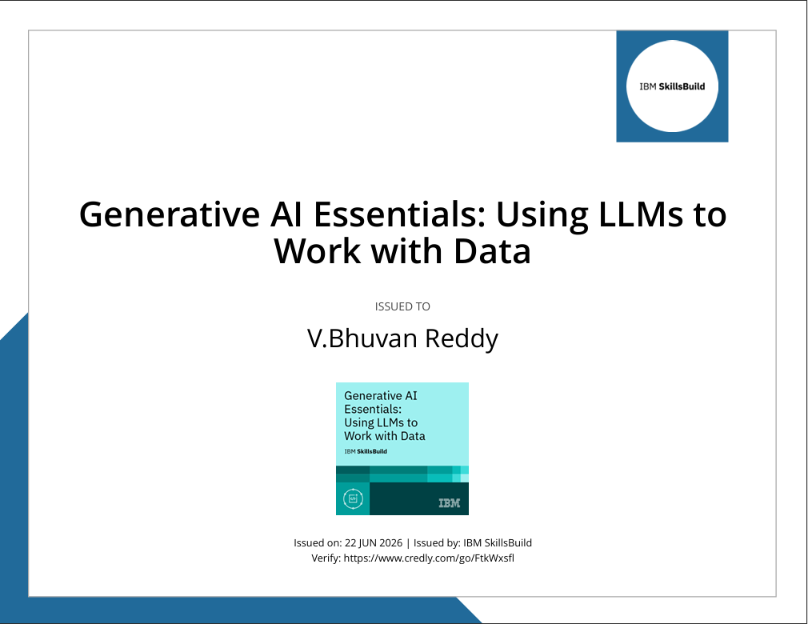 IBM SkillsBuild
Generative AI Essentials: Using LLMs to
Work with Data
ISSUED TO
V.Bhuvan Reddy
Generative AI
Essentials:
Using LLMs to
Work with Data
IBM SkillsBuild
IBM
Issued on: 22 JUN 2026 | Issued by: IBM SkillsBuild
Verify: https://www.credly.com/go/FtkWxsfl